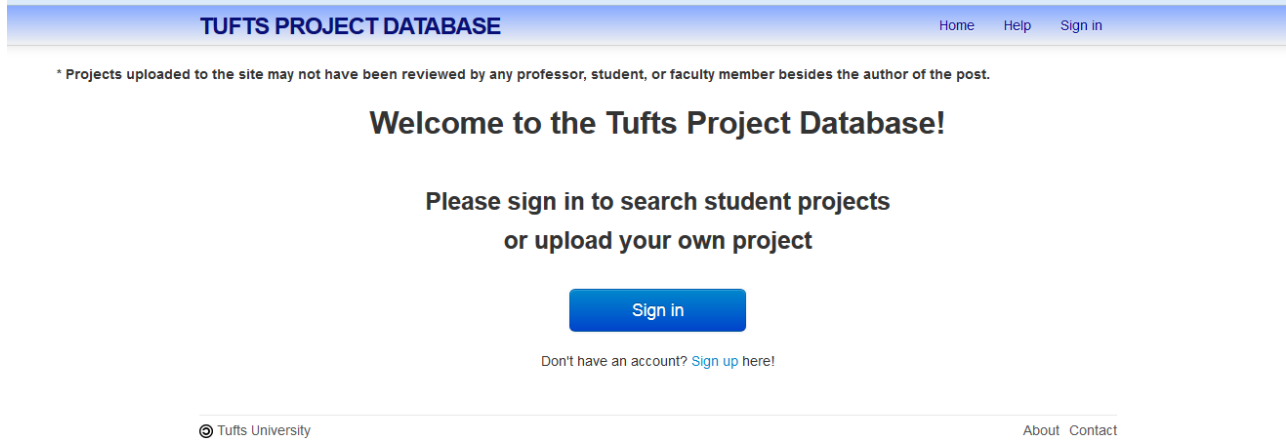 TUFTS PROJECT DATABASE Home Help Sign in
* Projects uploaded to the site may not have been reviewed by any professor, student, or faculty member besides the author of the post.
Welcome to the Tufts Project Database!
Please sign in to search student projects
or upload your own project
Sign in
Don't have an account? Sign up here!
🄯 Tufts University About Contact